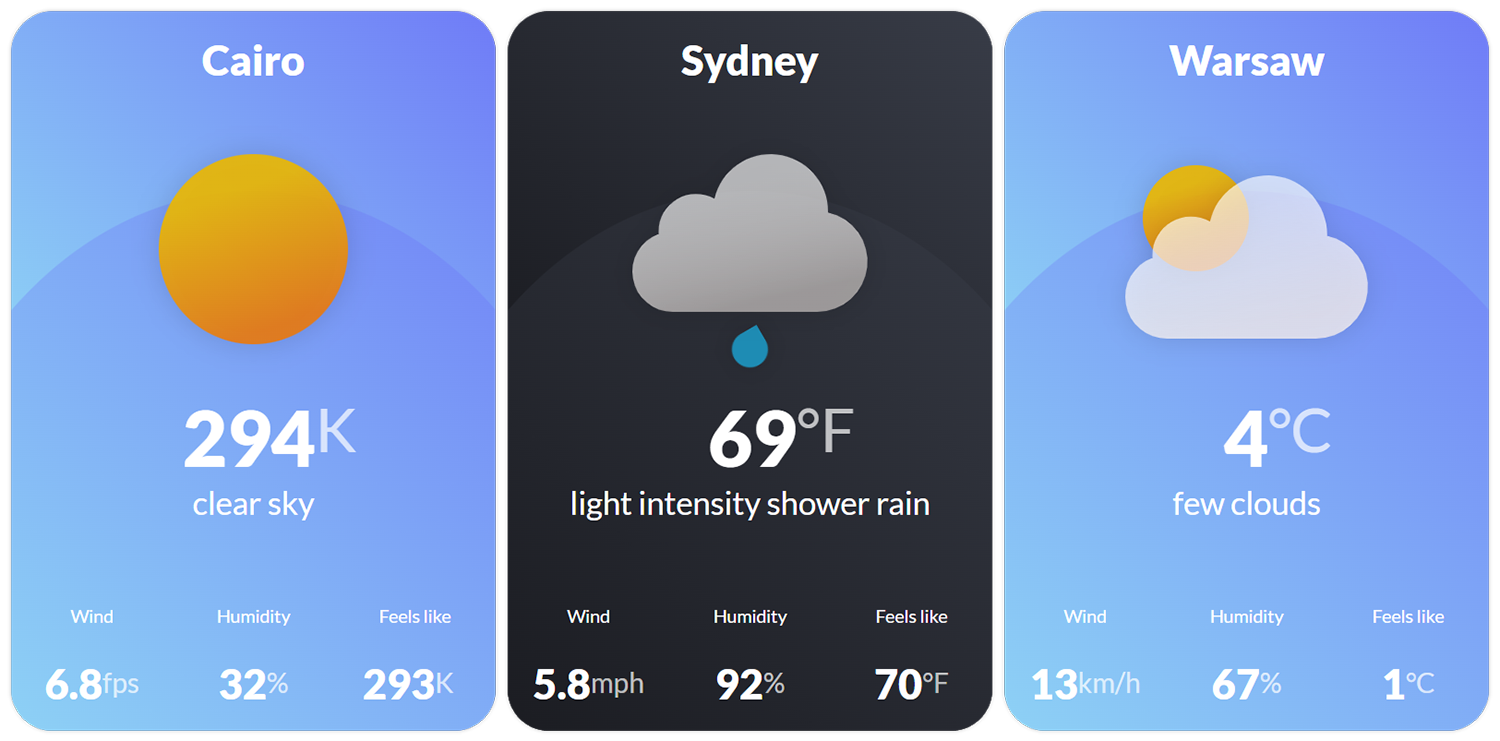 Cairo
294K
clear sky
Wind Humidity Feels like
6.8fps 32% 293K
Sydney
69°F
light intensity shower rain
Wind Humidity Feels like
5.8mph 92% 70°F
Warsaw
4°C
few clouds
Wind Humidity Feels like
13km/h 67% 1°C